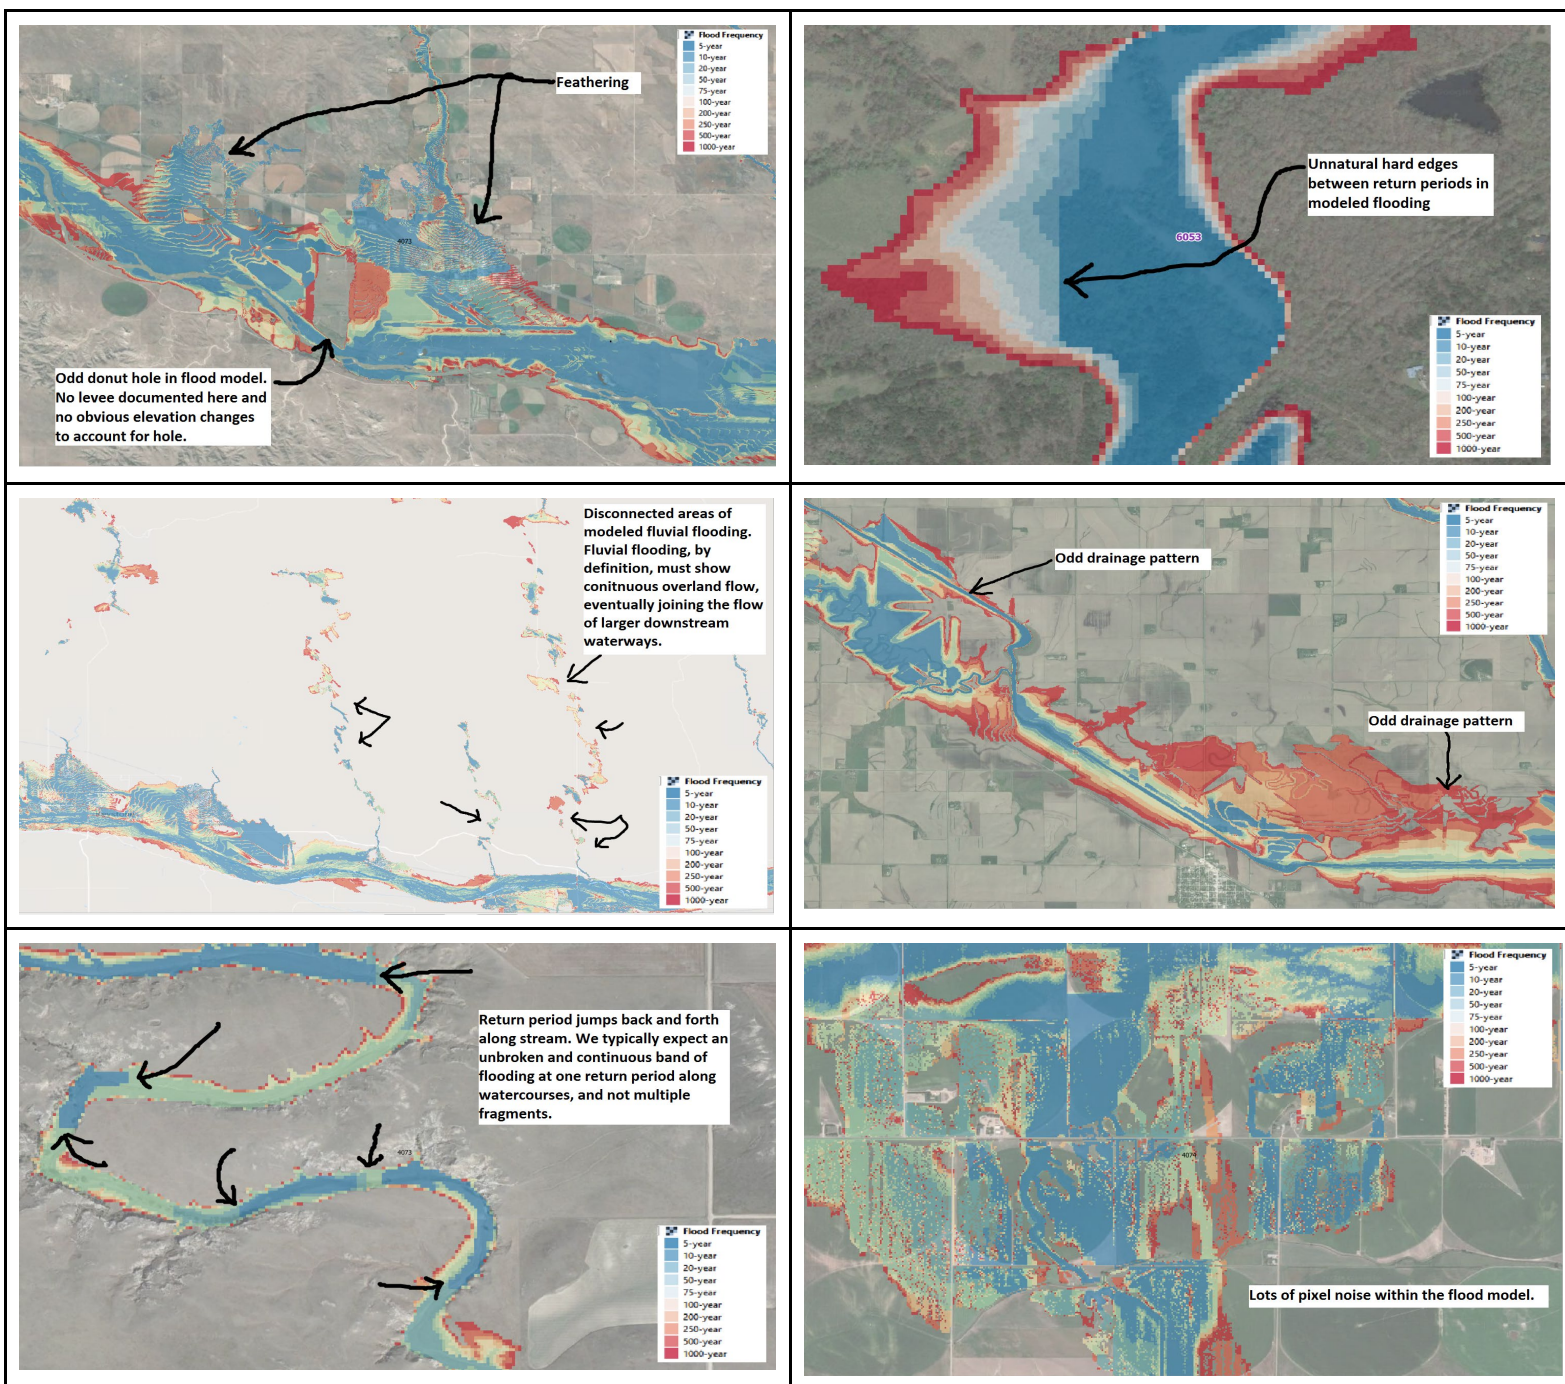 Flood Frequency
5-year
10-year
20-year
50-year
75-year
100-year
200-year
250-year
500-year
1000-year
Feathering
4073
Odd donut hole in flood model.
No levee documented here and
no obvious elevation changes
to account for hole.
Unnatural hard edges
between return periods in
modeled flooding
6053
Flood Frequency
5-year
10-year
20-year
50-year
75-year
100-year
200-year
250-year
500-year
1000-year
Disconnected areas of
modeled fluvial flooding.
Fluvial flooding, by
definition, must show
conitnuous overland flow,
eventually joining the flow
of larger downstream
waterways.
Flood Frequency
5-year
10-year
20-year
50-year
75-year
100-year
200-year
250-year
500-year
1000-year
Flood Frequency
5-year
10-year
20-year
50-year
75-year
100-year
200-year
250-year
500-year
1000-year
Odd drainage pattern
Odd drainage pattern
Return period jumps back and forth
along stream. We typically expect an
unbroken and continuous band of
flooding at one return period along
watercourses, and not multiple
fragments.
4073
Flood Frequency
5-year
10-year
20-year
50-year
75-year
100-year
200-year
250-year
500-year
1000-year
Flood Frequency
5-year
10-year
20-year
50-year
75-year
100-year
200-year
250-year
500-year
1000-year
4074
Lots of pixel noise within the flood model.